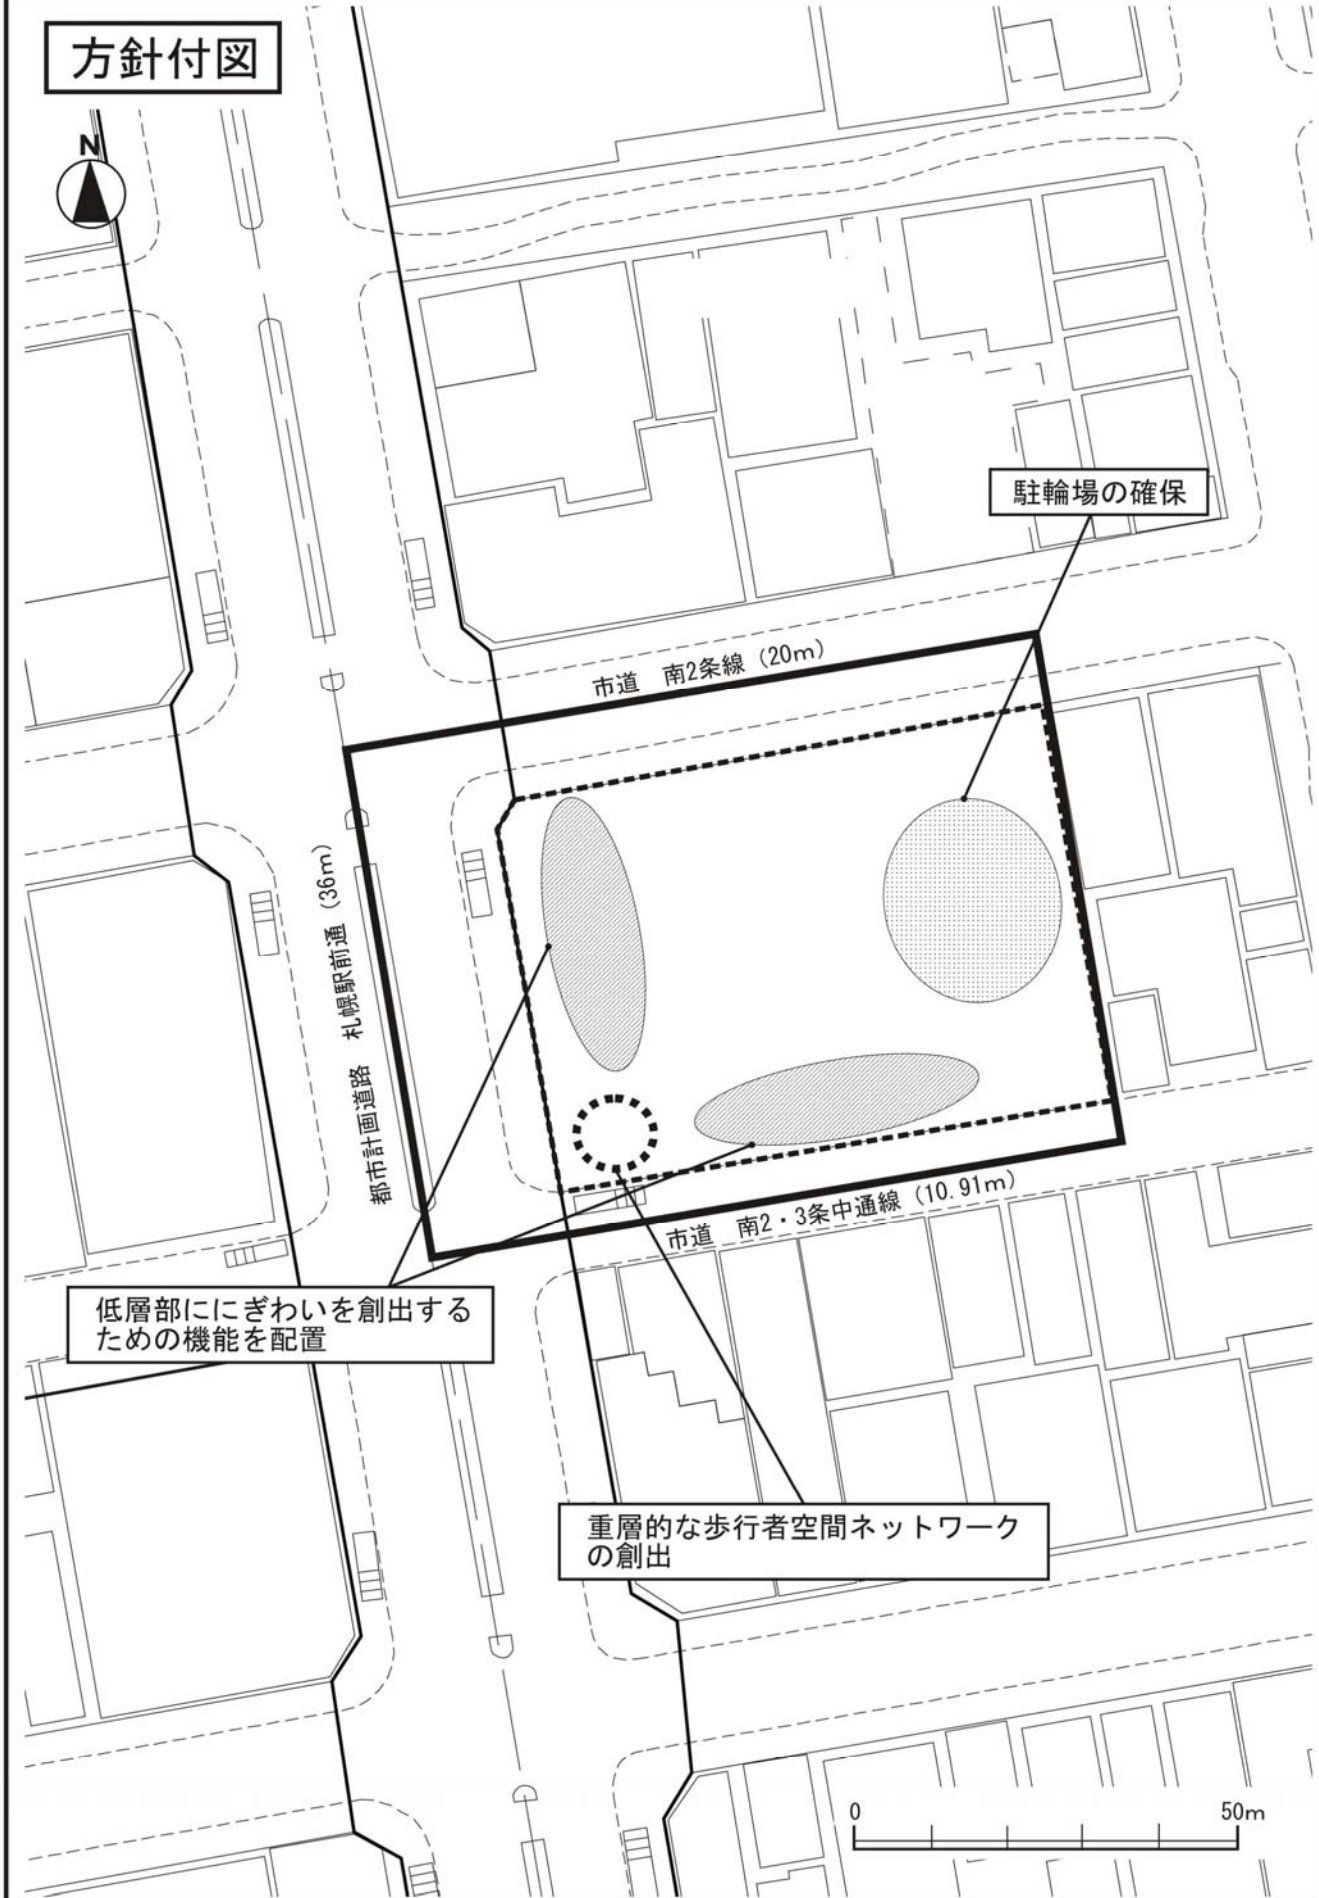 方針付図
N
駐輪場の確保
市道 南2条線（20m）
都市計画道路 札幌駅前通（36m）
市道 南2・3条中通線（10.91m）
低層部ににぎわいを創出する
ための機能を配置
重層的な歩行者空間ネットワーク
の創出
0 50m